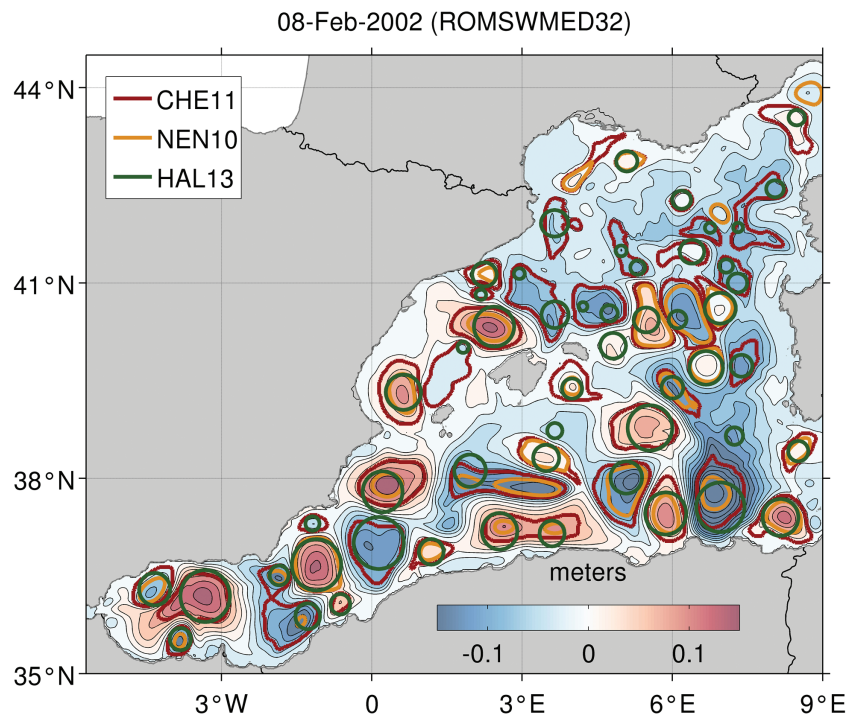 08-Feb-2002 (ROMSWMED32)
44°N
CHE11
NEN10
HAL13
41°N
38°N
meters
-0.1 0 0.1
35°N
3°W 0 3°E 6°E 9°E